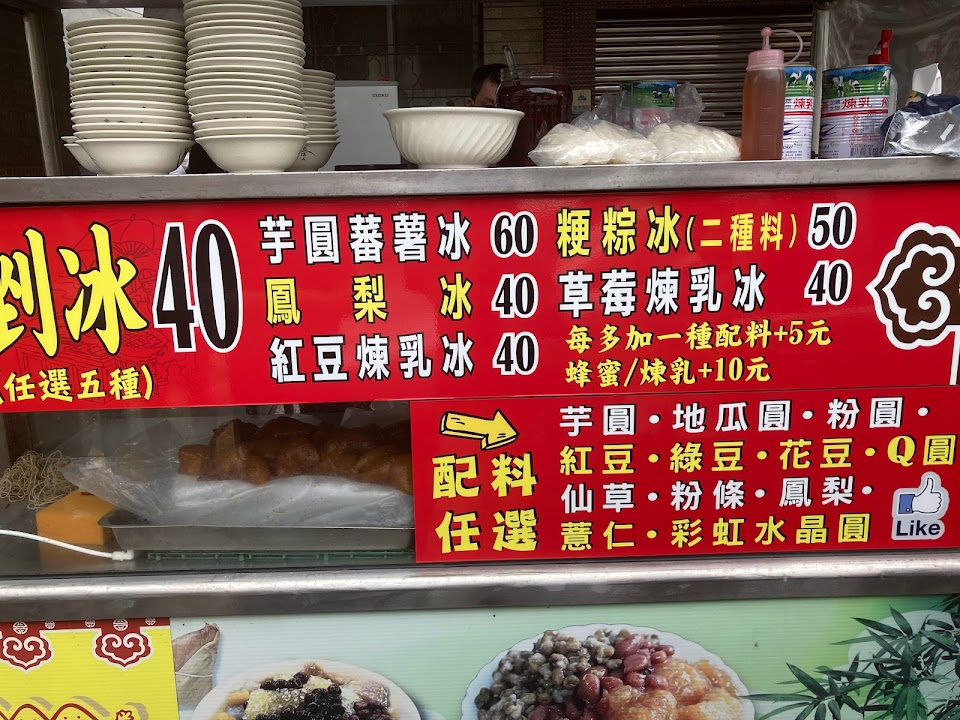 煉乳
煉乳
剉冰 40
任選五種)
芋圓蕃薯冰 60
鳳梨冰 40
紅豆煉乳冰 40
粳粽冰(二種料) 50
草莓煉乳冰 40
每多加一種配料+5元
蜂蜜/煉乳+10元
配料
任選
芋圓・地瓜圓・粉圓・
紅豆・綠豆・花豆・Q圓
仙草・粉條・鳳梨・
薏仁・彩虹水晶圓
Like